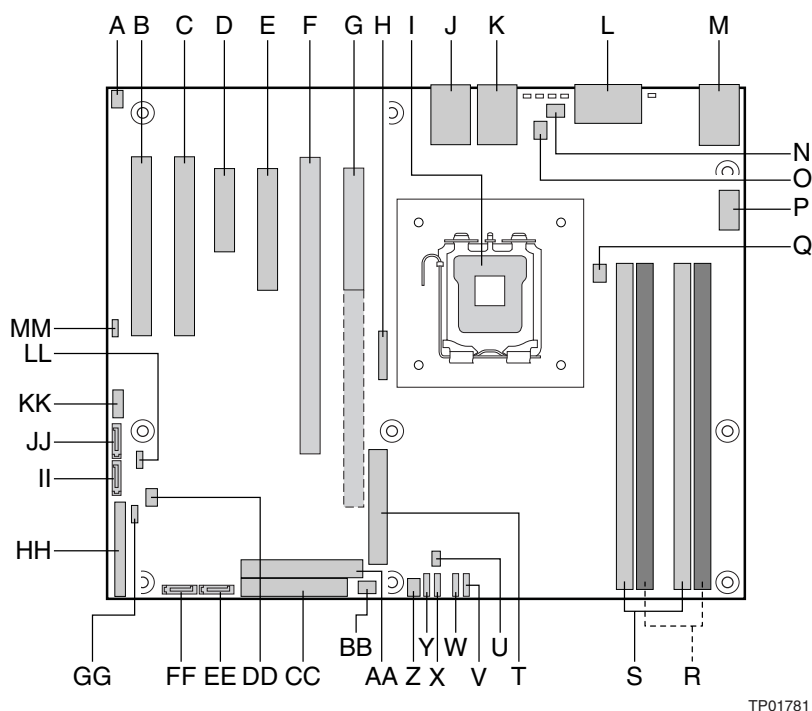 A B C D E F G H I J K L M
N
O
P
Q
MM
LL
KK
JJ
II
HH
BB Y W U
GG FF EE DD CC AA Z X V T S R
TP01781